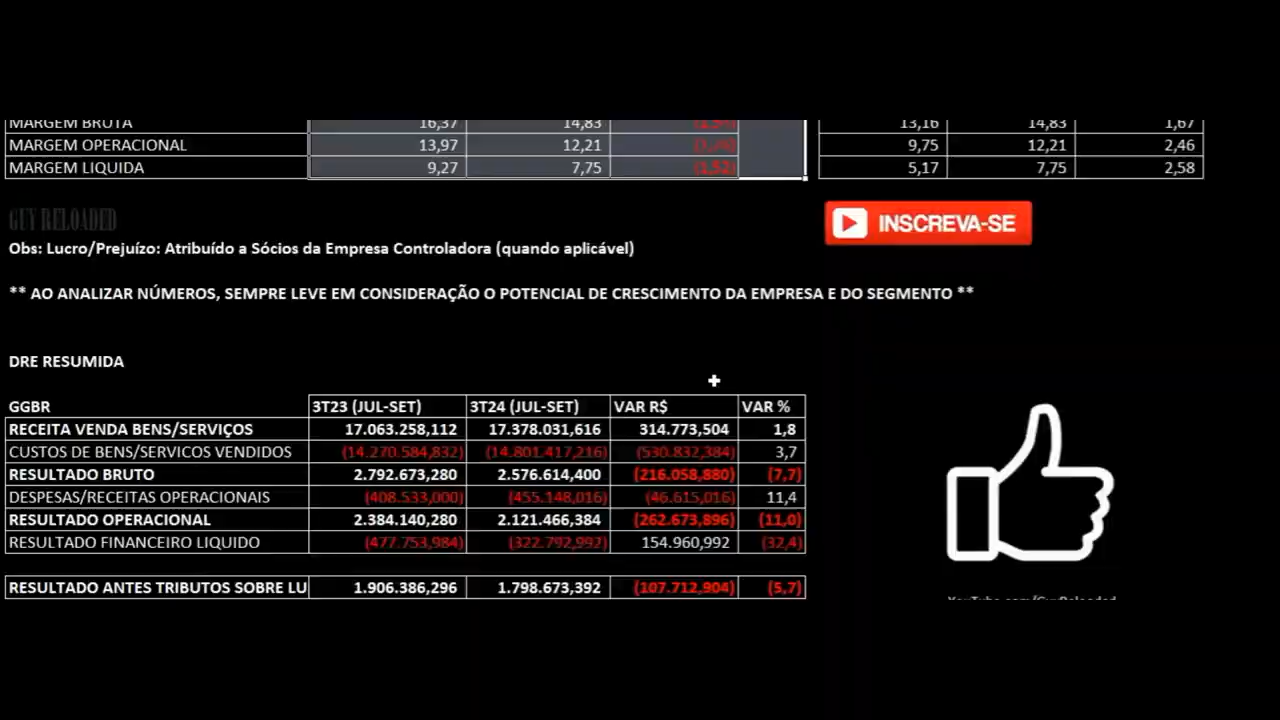 MARGEM BRUTA 16,37 14,83 (1,54) 13,16 14,83 1,67
MARGEM OPERACIONAL 13,97 12,21 (1,76) 9,75 12,21 2,46
MARGEM LIQUIDA 9,27 7,75 (1,52) 5,17 7,75 2,58
GUY RELOADED
INSCREVA-SE
Obs: Lucro/Prejuízo: Atribuído a Sócios da Empresa Controladora (quando aplicável)
** AO ANALIZAR NÚMEROS, SEMPRE LEVE EM CONSIDERAÇÃO O POTENCIAL DE CRESCIMENTO DA EMPRESA E DO SEGMENTO **
DRE RESUMIDA
GGBR 3T23 (JUL-SET) 3T24 (JUL-SET) VAR R$ VAR %
RECEITA VENDA BENS/SERVIÇOS 17.063.258,112 17.378.031,616 314.773,504 1,8
CUSTOS DE BENS/SERVICOS VENDIDOS (14.270.584,832) (14.801.417,216) (530.832,384) 3,7
RESULTADO BRUTO 2.792.673,280 2.576.614,400 (216.058,880) (7,7)
DESPESAS/RECEITAS OPERACIONAIS (408.533,000) (455.148,016) (46.615,016) 11,4
RESULTADO OPERACIONAL 2.384.140,280 2.121.466,384 (262.673,896) (11,0)
RESULTADO FINANCEIRO LIQUIDO (477.753,984) (322.792,992) 154.960,992 (32,4)
RESULTADO ANTES TRIBUTOS SOBRE LU 1.906.386,296 1.798.673,392 (107.712,904) (5,7)
YouTube.com/GuyReloaded